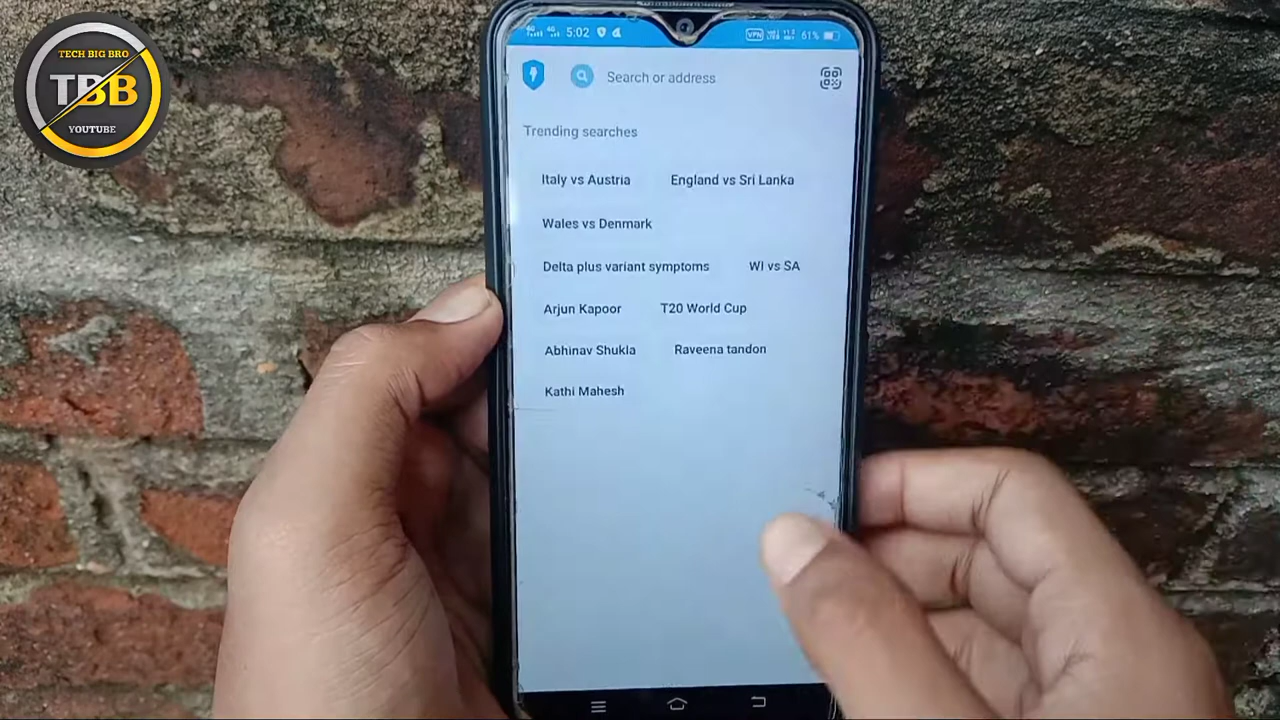 TECH BIG BRO
TBB
YOUTUBE
5:02
VPN
61%
Search or address
Trending searches
Italy vs Austria England vs Sri Lanka
Wales vs Denmark
Delta plus variant symptoms WI vs SA
Arjun Kapoor T20 World Cup
Abhinav Shukla Raveena tandon
Kathi Mahesh